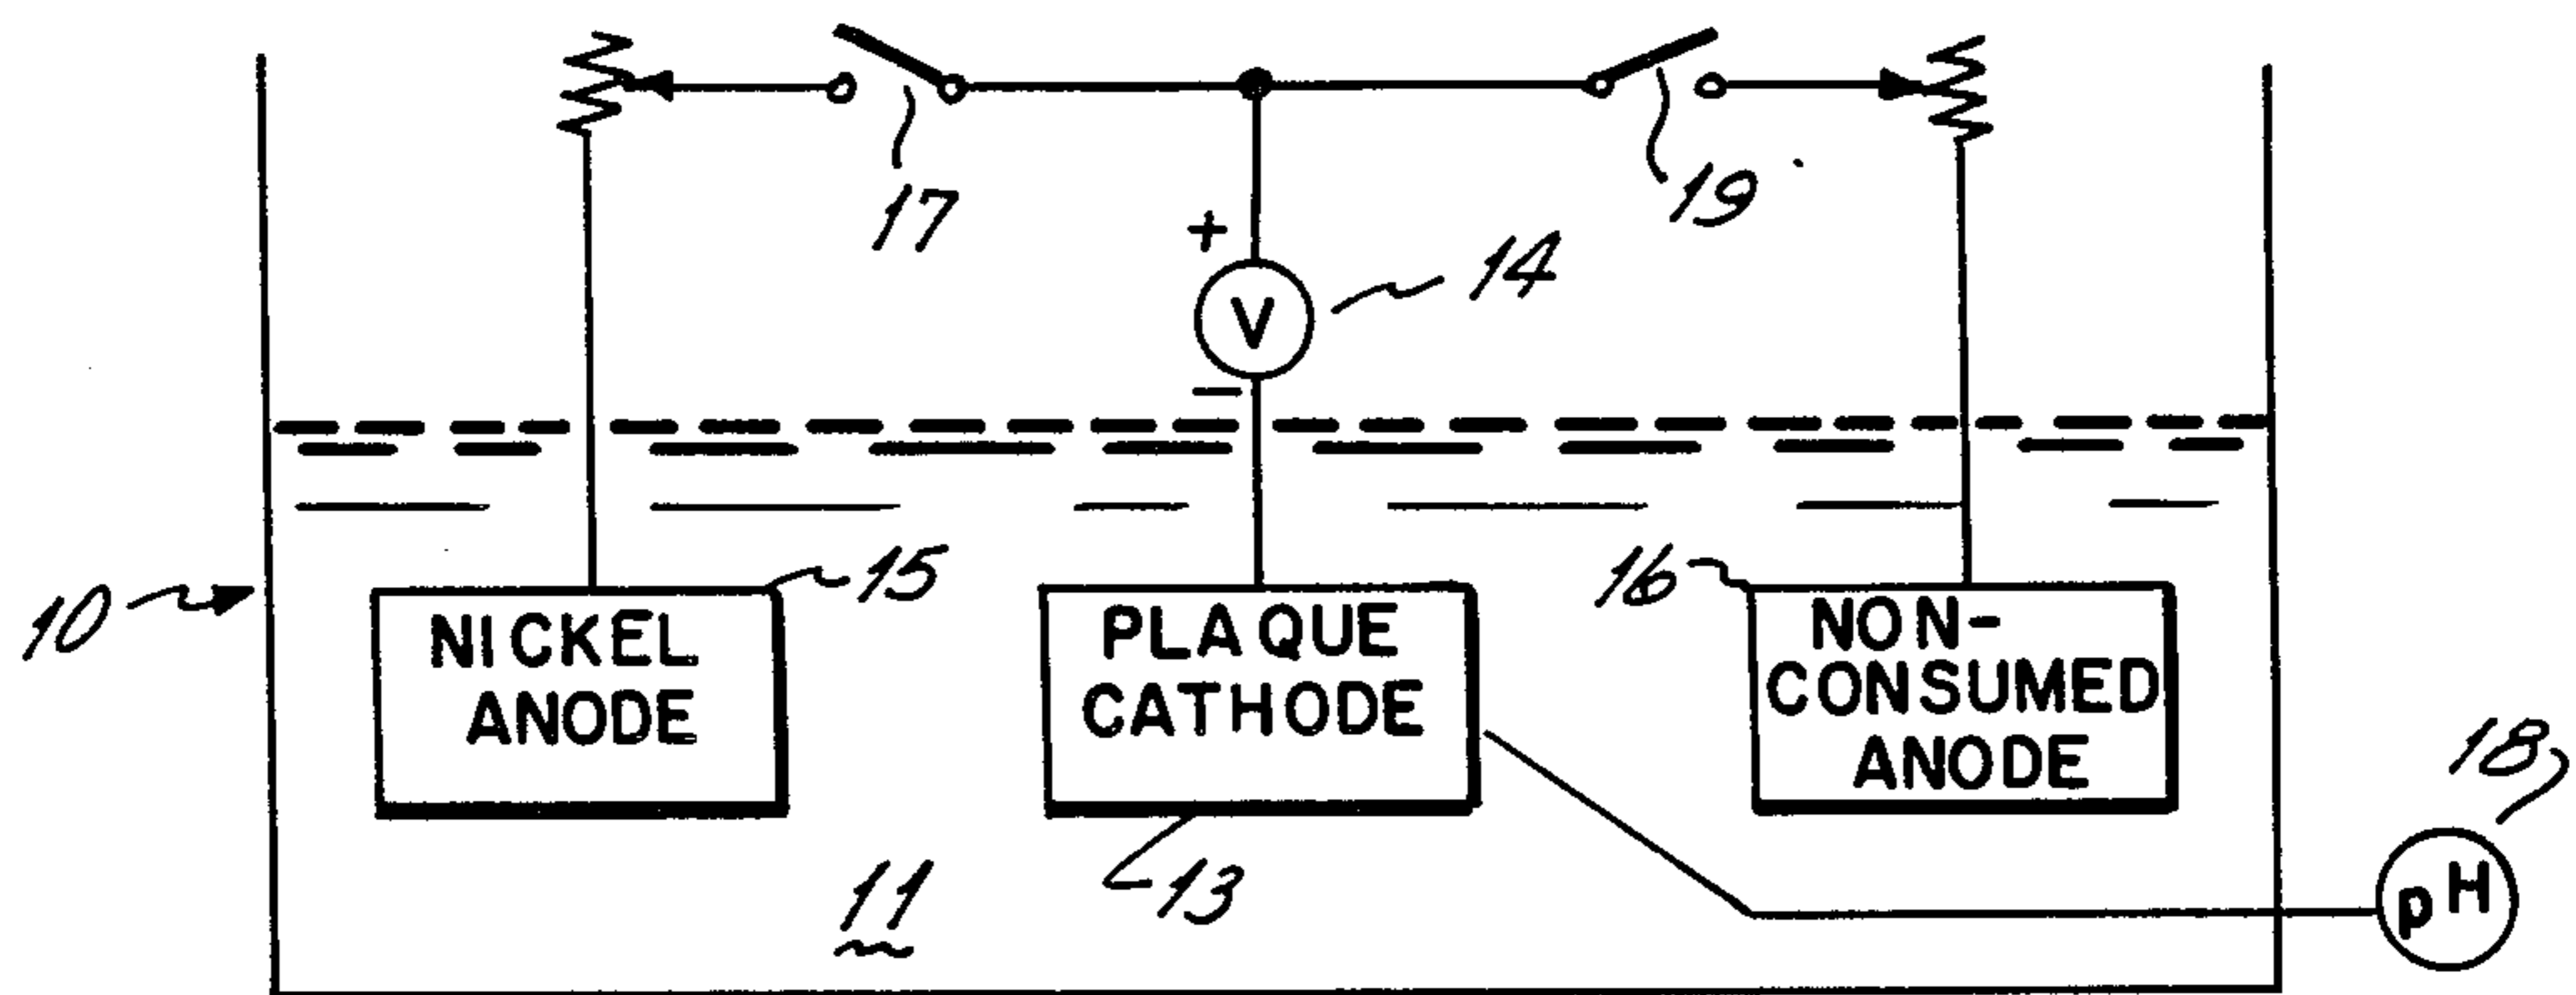 17
19
+
V
14
−
10
15
16
NICKEL
ANODE
PLAQUE
CATHODE
NON-
CONSUMED
ANODE
18
pH
11
13